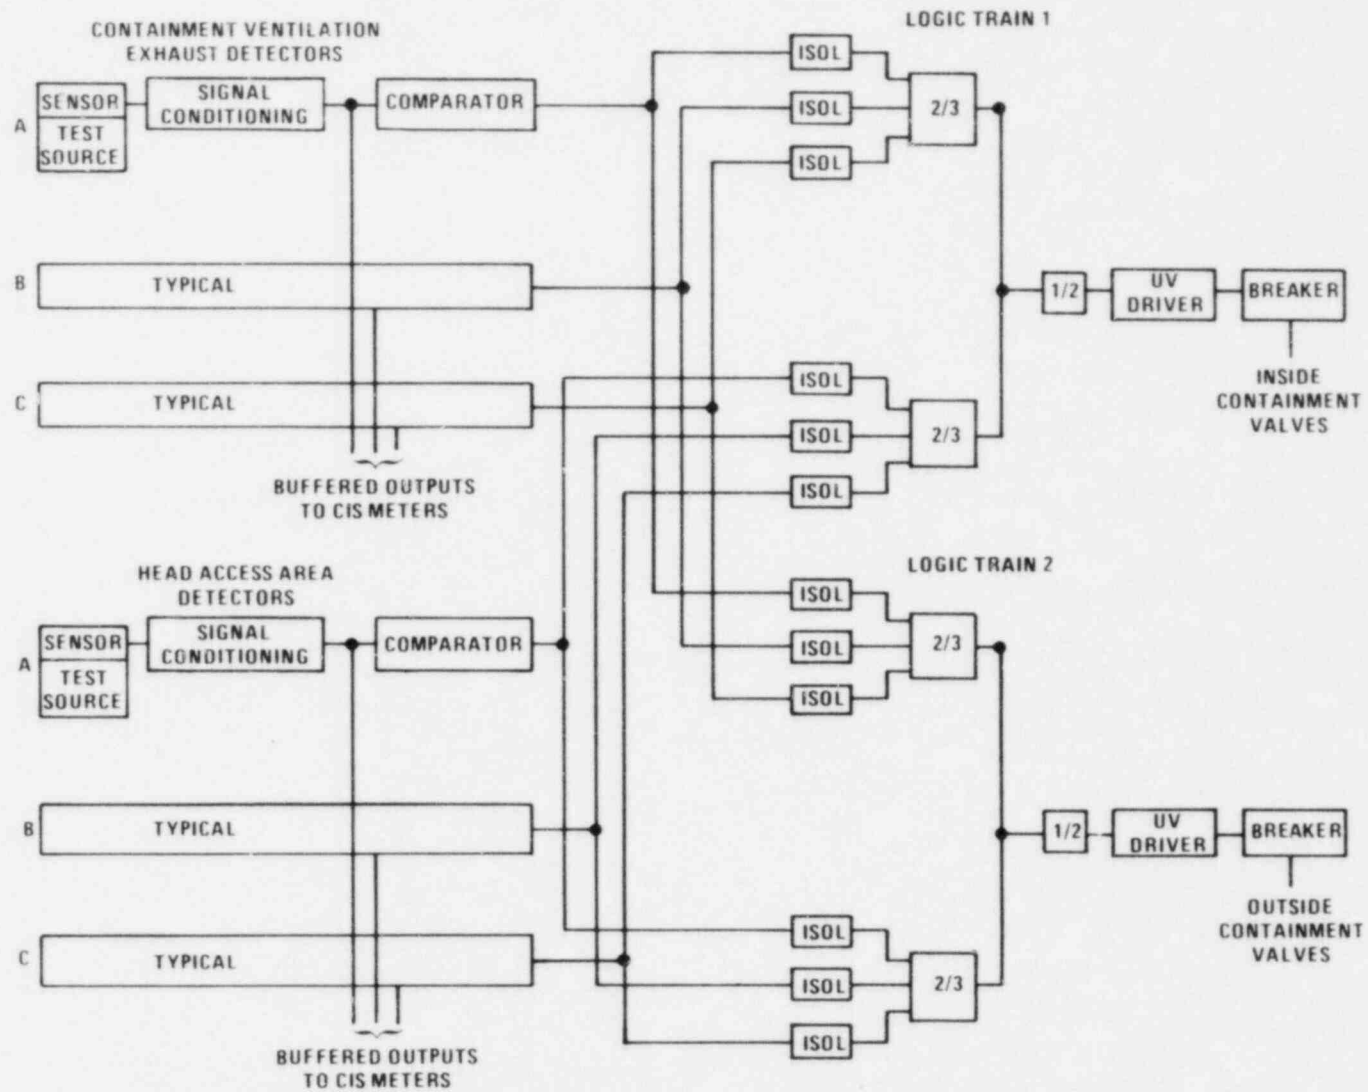 LOGIC TRAIN 1
CONTAINMENT VENTILATION
EXHAUST DETECTORS
A
SENSOR
TEST
SOURCE
SIGNAL
CONDITIONING
COMPARATOR
ISOL
ISOL
ISOL
2/3
B
TYPICAL
C
TYPICAL
BUFFERED OUTPUTS
TO CIS METERS
ISOL
ISOL
ISOL
2/3
1/2
UV
DRIVER
BREAKER
INSIDE
CONTAINMENT
VALVES
LOGIC TRAIN 2
HEAD ACCESS AREA
DETECTORS
A
SENSOR
TEST
SOURCE
SIGNAL
CONDITIONING
COMPARATOR
ISOL
ISOL
ISOL
2/3
B
TYPICAL
C
TYPICAL
BUFFERED OUTPUTS
TO CIS METERS
ISOL
ISOL
ISOL
2/3
1/2
UV
DRIVER
BREAKER
OUTSIDE
CONTAINMENT
VALVES